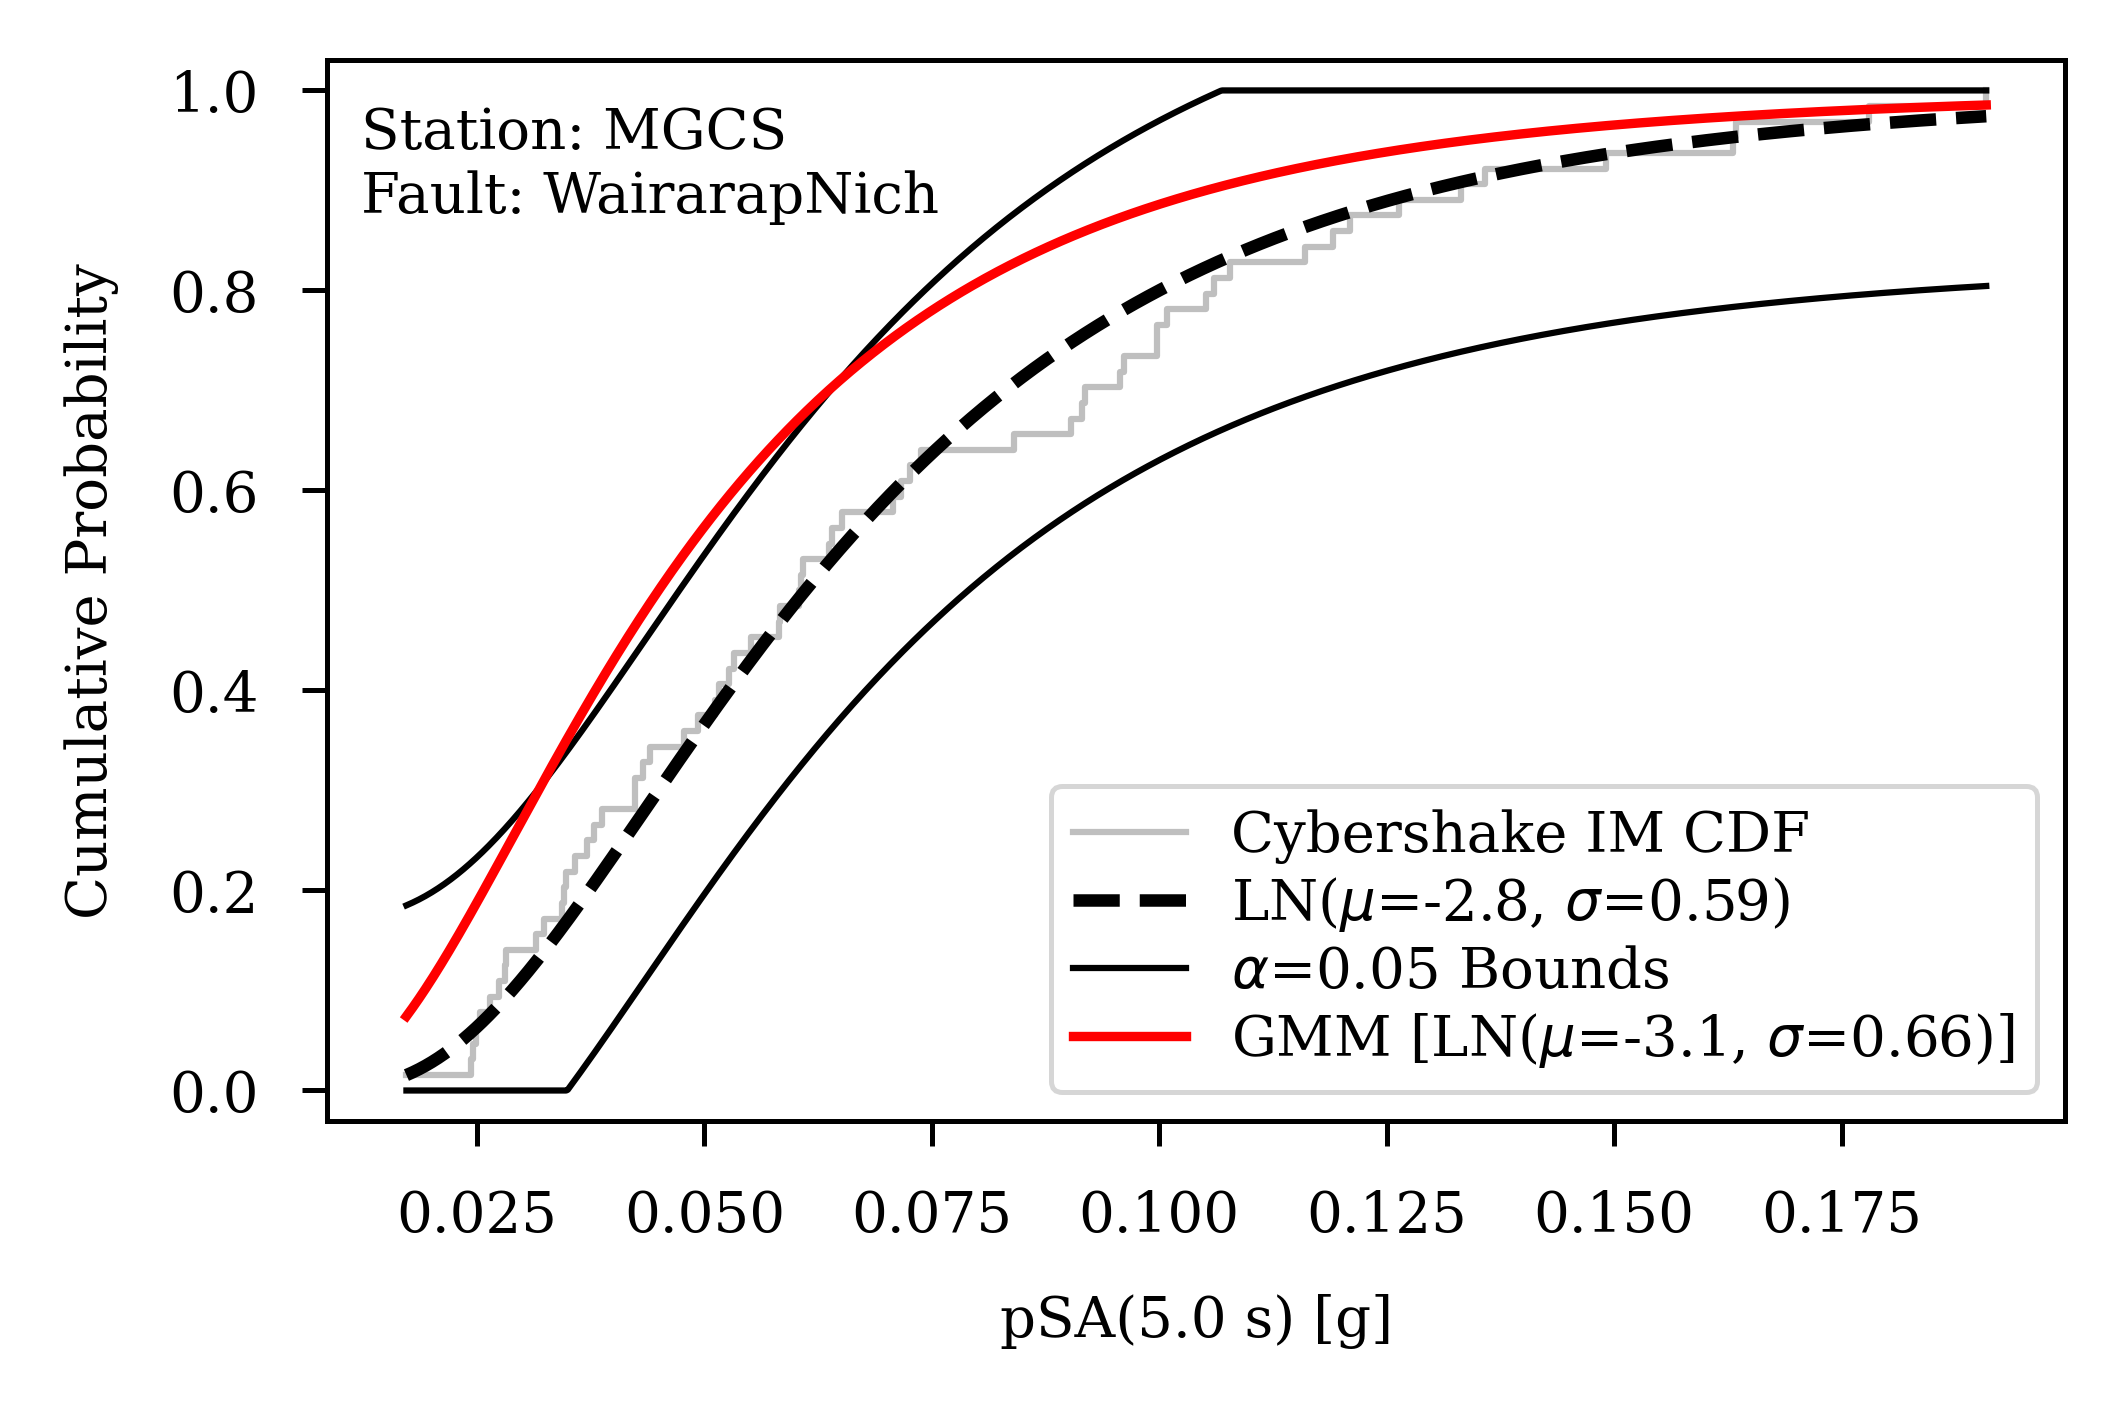 Station: MGCS
Fault: WairarapNich
1.0
0.8
0.6
0.4
0.2
0.0
Cumulative Probability
Cybershake IM CDF
LN(μ=-2.8, σ=0.59)
α=0.05 Bounds
GMM [LN(μ=-3.1, σ=0.66)]
0.025 0.050 0.075 0.100 0.125 0.150 0.175
pSA(5.0 s) [g]